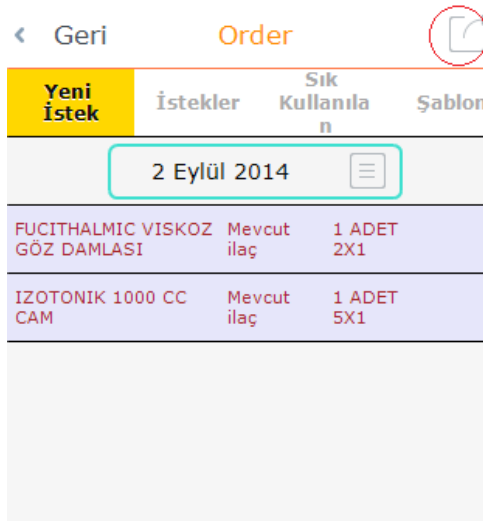 Geri Order
Yeni İstek İstekler Sık Kullanılan Şablon
2 Eylül 2014
FUCITHALMIC VISKOZ Mevcut 1 ADET
GÖZ DAMLASI ilaç 2X1
IZOTONIK 1000 CC Mevcut 1 ADET
CAM ilaç 5X1